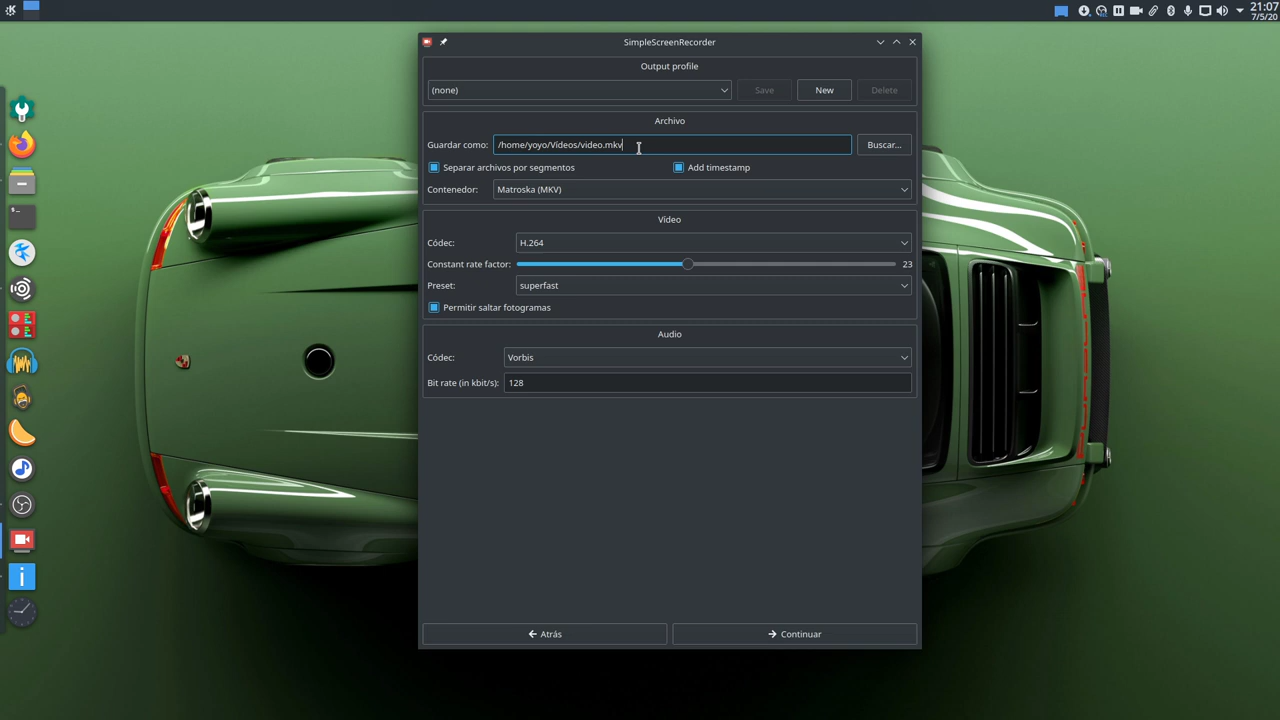 21:07
7/5/20
SimpleScreenRecorder
Output profile
(none)
Save
New
Delete
Archivo
Guardar como: /home/yoyo/Vídeos/video.mkv
Buscar...
Separar archivos por segmentos
Add timestamp
Contenedor: Matroska (MKV)
Vídeo
Códec: H.264
Constant rate factor: 23
Preset: superfast
Permitir saltar fotogramas
Audio
Códec: Vorbis
Bit rate (in kbit/s): 128
Atrás
Continuar